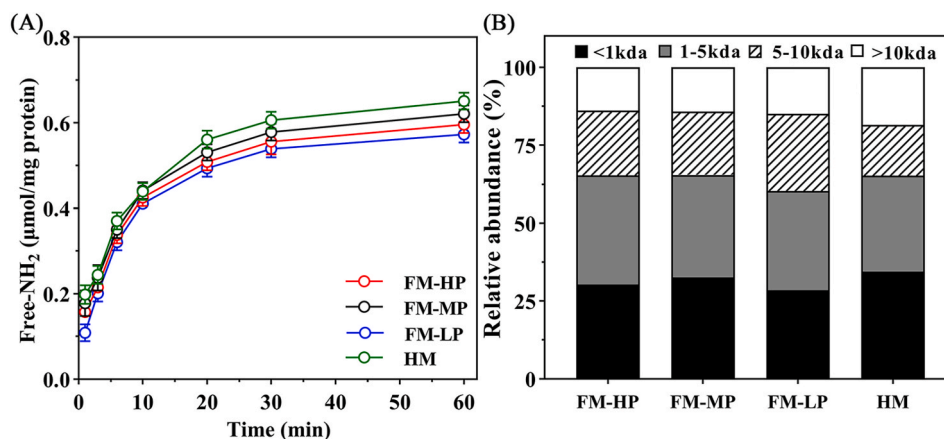 (A)
0.8
0.6
0.4
0.2
0.0
Free-NH₂ (μmol/mg protein)
FM-HP
FM-MP
FM-LP
HM
0 10 20 30 40 50 60
Time (min)
(B)
<1kda 1-5kda 5-10kda >10kda
100
75
50
25
0
Relative abundance (%)
FM-HP FM-MP FM-LP HM